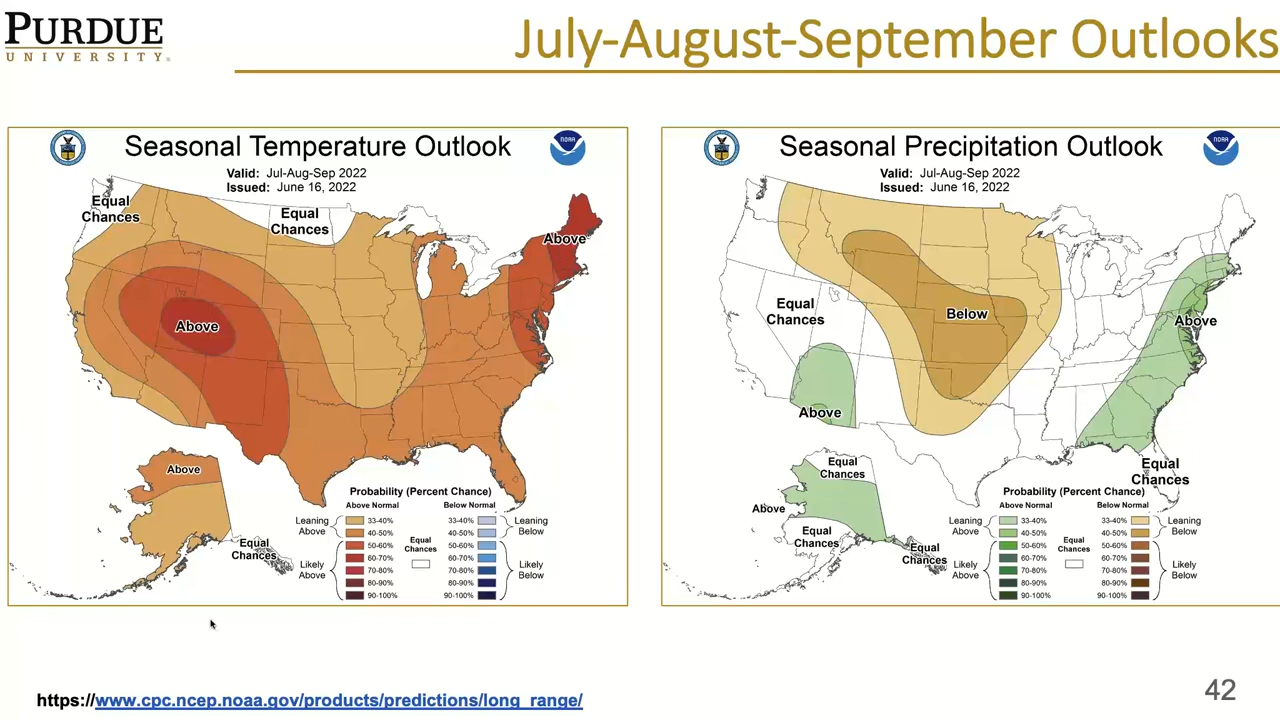 PURDUE
UNIVERSITY®
July-August-September Outlooks
Seasonal Temperature Outlook
NOAA
Valid: Jul-Aug-Sep 2022
Issued: June 16, 2022
Equal
Chances
Equal
Chances
Above
Above
Above
Equal
Chances
Probability (Percent Chance)
Above Normal
Below Normal
Leaning
Above
33-40%
40-50%
50-60%
60-70%
70-80%
80-90%
90-100%
Likely
Above
Equal
Chances
33-40%
40-50%
50-60%
60-70%
70-80%
80-90%
90-100%
Leaning
Below
Likely
Below
Seasonal Precipitation Outlook
NOAA
Valid: Jul-Aug-Sep 2022
Issued: June 16, 2022
Equal
Chances
Below
Above
Above
Equal
Chances
Equal
Chances
Above
Equal
Chances
Equal
Chances
Probability (Percent Chance)
Above Normal
Below Normal
Leaning
Above
33-40%
40-50%
50-60%
60-70%
70-80%
80-90%
90-100%
Likely
Above
Equal
Chances
33-40%
40-50%
50-60%
60-70%
70-80%
80-90%
90-100%
Leaning
Below
Likely
Below
https://www.cpc.ncep.noaa.gov/products/predictions/long_range/
42